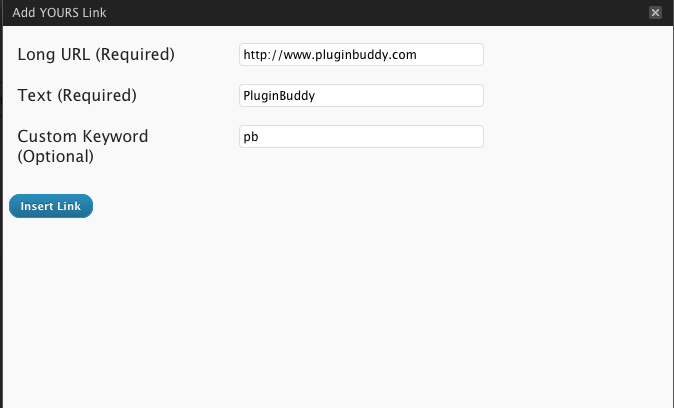 Add YOURS Link
Long URL (Required)
http://www.pluginbuddy.com
Text (Required)
PluginBuddy
Custom Keyword
(Optional)
pb
Insert Link